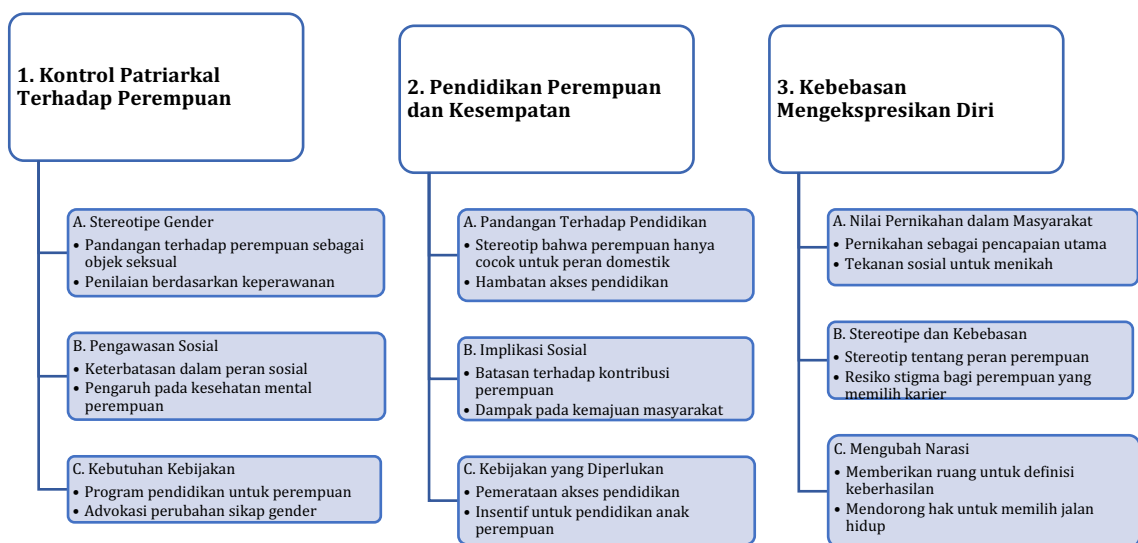 1. Kontrol Patriarkal
Terhadap Perempuan
A. Stereotipe Gender
• Pandangan terhadap perempuan sebagai
objek seksual
• Penilaian berdasarkan keperawanan
B. Pengawasan Sosial
• Keterbatasan dalam peran sosial
• Pengaruh pada kesehatan mental
perempuan
C. Kebutuhan Kebijakan
• Program pendidikan untuk perempuan
• Advokasi perubahan sikap gender
2. Pendidikan Perempuan
dan Kesempatan
A. Pandangan Terhadap Pendidikan
• Stereotip bahwa perempuan hanya
cocok untuk peran domestik
• Hambatan akses pendidikan
B. Implikasi Sosial
• Batasan terhadap kontribusi
perempuan
• Dampak pada kemajuan masyarakat
C. Kebijakan yang Diperlukan
• Pemerataan akses pendidikan
• Insentif untuk pendidikan anak
perempuan
3. Kebebasan
Mengekspresikan Diri
A. Nilai Pernikahan dalam Masyarakat
• Pernikahan sebagai pencapaian utama
• Tekanan sosial untuk menikah
B. Stereotipe dan Kebebasan
• Stereotip tentang peran perempuan
• Resiko stigma bagi perempuan yang
memilih karier
C. Mengubah Narasi
• Memberikan ruang untuk definisi
keberhasilan
• Mendorong hak untuk memilih jalan
hidup